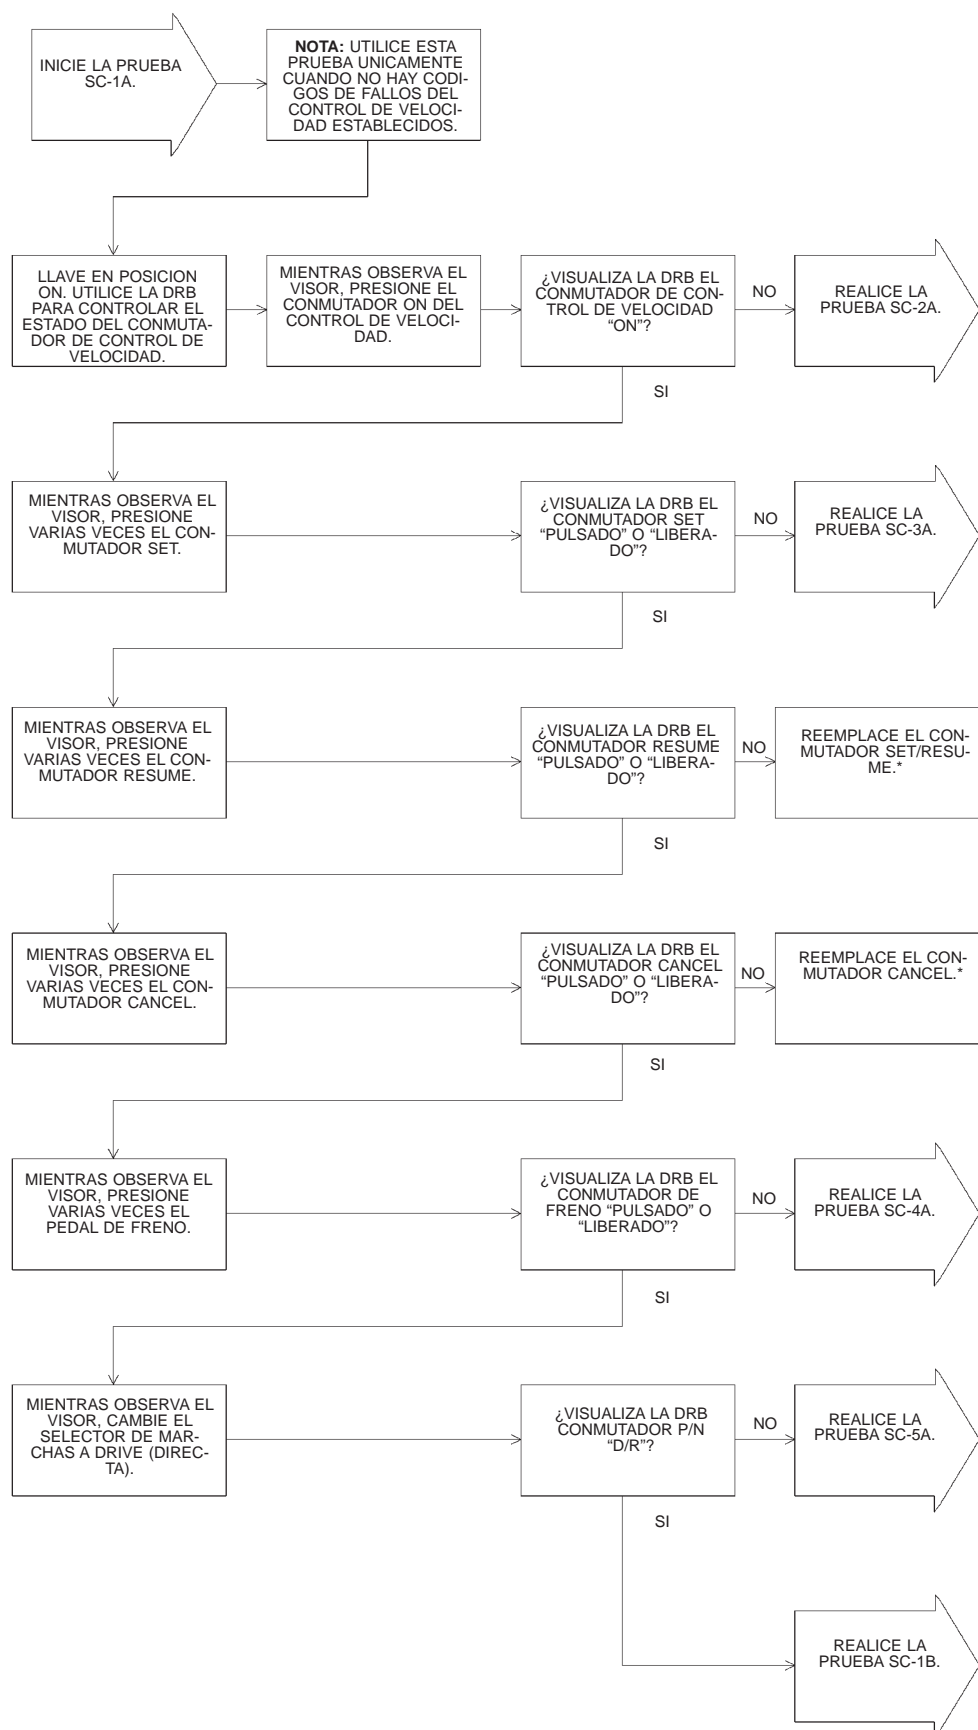 INICIE LA PRUEBA
SC-1A.
NOTA: UTILICE ESTA
PRUEBA UNICAMENTE
CUANDO NO HAY CODI-
GOS DE FALLOS DEL
CONTROL DE VELOCI-
DAD ESTABLECIDOS.
LLAVE EN POSICION
ON. UTILICE LA DRB
PARA CONTROLAR EL
ESTADO DEL CONMUTA-
DOR DE CONTROL DE
VELOCIDAD.
MIENTRAS OBSERVA EL
VISOR, PRESIONE EL
CONMUTADOR ON DEL
CONTROL DE VELOCI-
DAD.
¿VISUALIZA LA DRB EL
CONMUTADOR DE CON-
TROL DE VELOCIDAD
“ON”?
NO
REALICE LA
PRUEBA SC-2A.
SI
MIENTRAS OBSERVA EL
VISOR, PRESIONE
VARIAS VECES EL CON-
MUTADOR SET.
¿VISUALIZA LA DRB EL
CONMUTADOR SET
“PULSADO” O “LIBERA-
DO”?
NO
REALICE LA
PRUEBA SC-3A.
SI
MIENTRAS OBSERVA EL
VISOR, PRESIONE
VARIAS VECES EL CON-
MUTADOR RESUME.
¿VISUALIZA LA DRB EL
CONMUTADOR RESUME
“PULSADO” O “LIBERA-
DO”?
NO
REEMPLACE EL CON-
MUTADOR SET/RESU-
ME.*
SI
MIENTRAS OBSERVA EL
VISOR, PRESIONE
VARIAS VECES EL CON-
MUTADOR CANCEL.
¿VISUALIZA LA DRB EL
CONMUTADOR CANCEL
“PULSADO” O “LIBERA-
DO”?
NO
REEMPLACE EL CON-
MUTADOR CANCEL.*
SI
MIENTRAS OBSERVA EL
VISOR, PRESIONE
VARIAS VECES EL
PEDAL DE FRENO.
¿VISUALIZA LA DRB EL
CONMUTADOR DE
FRENO “PULSADO” O
“LIBERADO”?
NO
REALICE LA
PRUEBA SC-4A.
SI
MIENTRAS OBSERVA EL
VISOR, CAMBIE EL
SELECTOR DE MAR-
CHAS A DRIVE (DIREC-
TA).
¿VISUALIZA LA DRB
CONMUTADOR P/N
“D/R”?
NO
REALICE LA
PRUEBA SC-5A.
SI
REALICE LA
PRUEBA SC-1B.